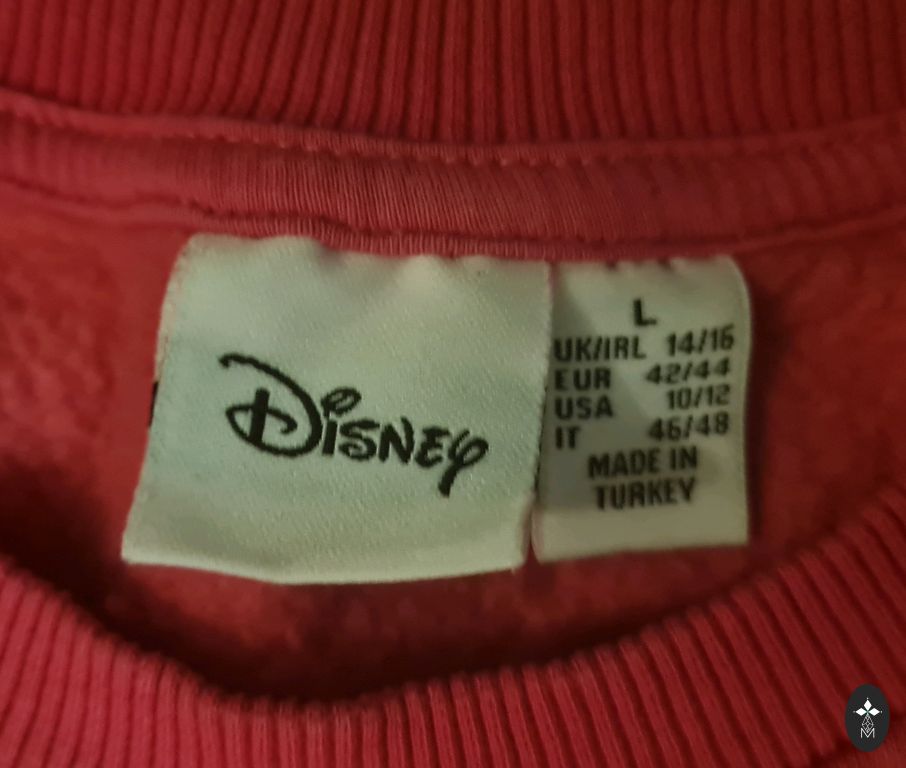 Disney
L
UK/IRL 14/16
EUR 42/44
USA 10/12
IT 46/48
MADE IN
TURKEY
M